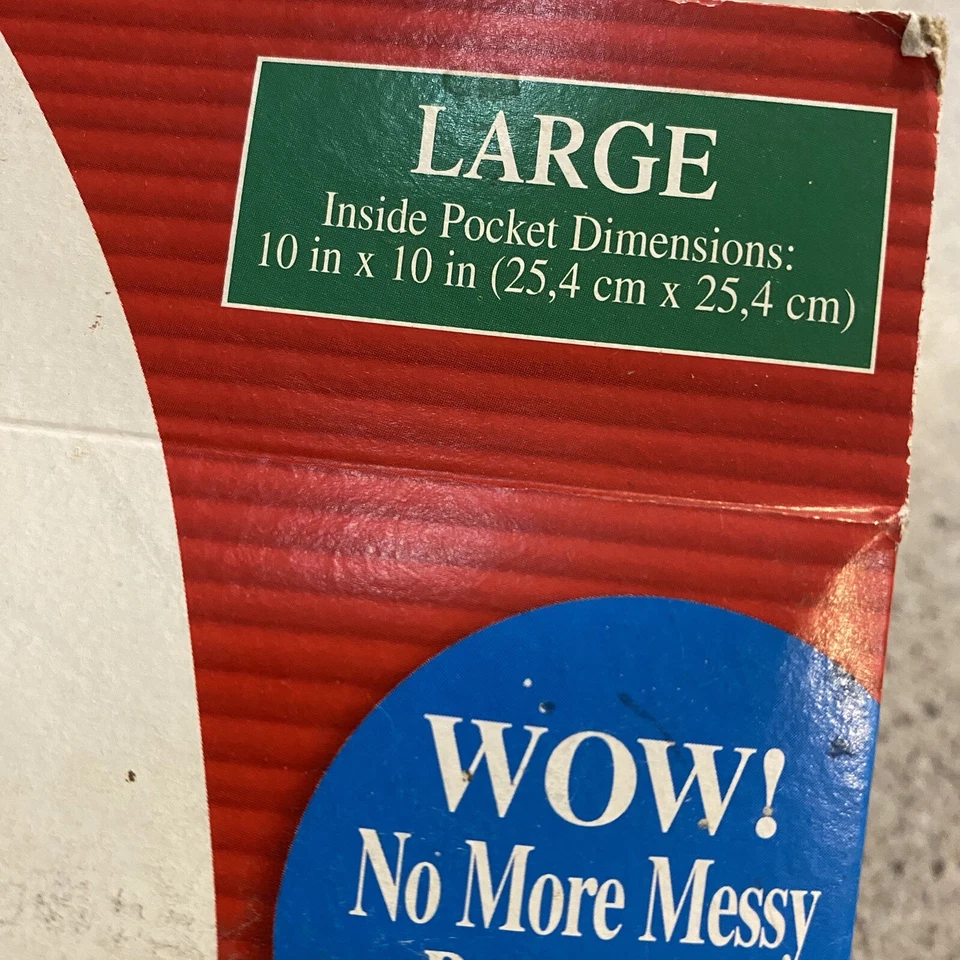 LARGE
Inside Pocket Dimensions:
10 in x 10 in (25,4 cm x 25,4 cm)
WOW!
No More Messy